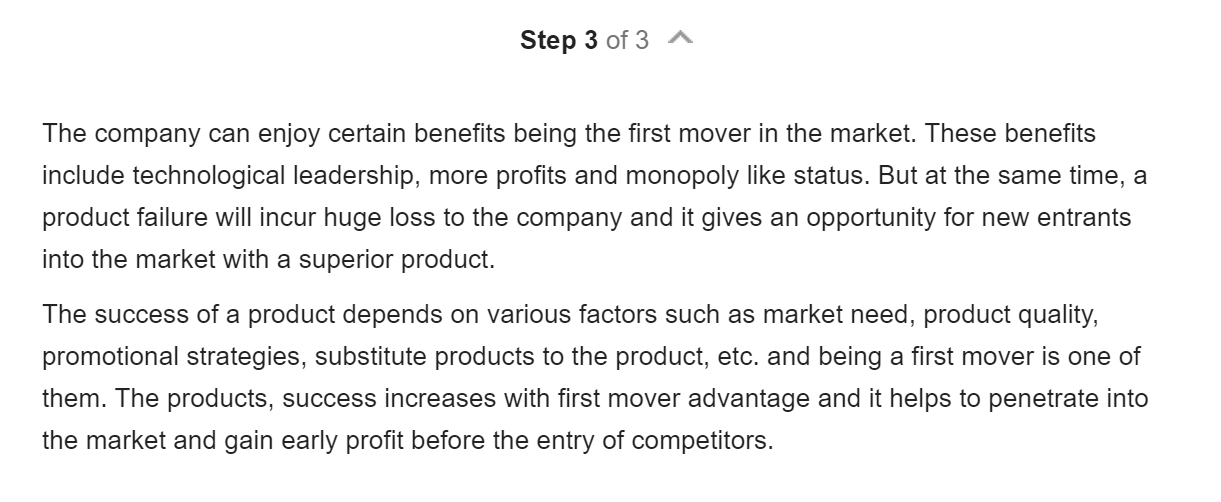 Step 3 of 3
The company can enjoy certain benefits being the first mover in the market. These benefits
include technological leadership, more profits and monopoly like status. But at the same time, a
product failure will incur huge loss to the company and it gives an opportunity for new entrants
into the market with a superior product.
The success of a product depends on various factors such as market need, product quality,
promotional strategies, substitute products to the product, etc. and being a first mover is one of
them. The products, success increases with first mover advantage and it helps to penetrate into
the market and gain early profit before the entry of competitors.